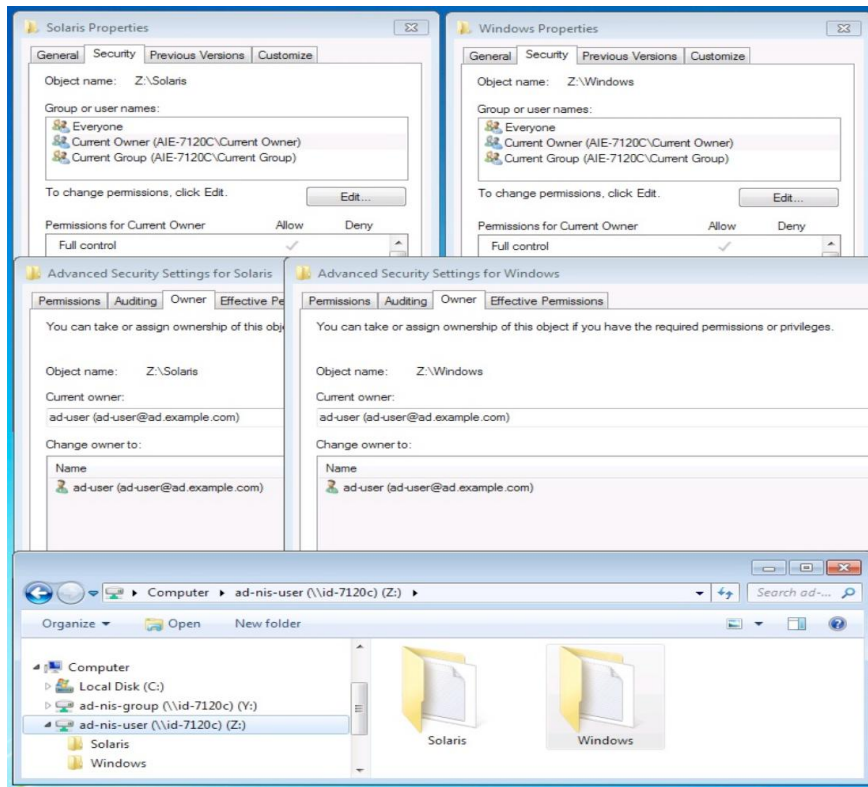 Solaris Properties
General Security Previous Versions Customize
Object name: Z:\Solaris
Group or user names:
Everyone
Current Owner (AIE-7120C\Current Owner)
Current Group (AIE-7120C\Current Group)
To change permissions, click Edit.
Edit...
Permissions for Current Owner Allow Deny
Full control
Windows Properties
General Security Previous Versions Customize
Object name: Z:\Windows
Group or user names:
Everyone
Current Owner (AIE-7120C\Current Owner)
Current Group (AIE-7120C\Current Group)
To change permissions, click Edit.
Edit...
Permissions for Current Owner Allow Deny
Full control
Advanced Security Settings for Solaris
Permissions Auditing Owner Effective Pe
You can take or assign ownership of this obj
Object name: Z:\Solaris
Current owner:
ad-user (ad-user@ad.example.com)
Change owner to:
Name
ad-user (ad-user@ad.example.com)
Advanced Security Settings for Windows
Permissions Auditing Owner Effective Permissions
You can take or assign ownership of this object if you have the required permissions or privileges.
Object name: Z:\Windows
Current owner:
ad-user (ad-user@ad.example.com)
Change owner to:
Name
ad-user (ad-user@ad.example.com)
Computer ad-nis-user (\\id-7120c) (Z:)
Search ad-...
Organize Open New folder
Computer
Local Disk (C:)
ad-nis-group (\\id-7120c) (Y:)
ad-nis-user (\\id-7120c) (Z:)
Solaris
Windows
Solaris
Windows